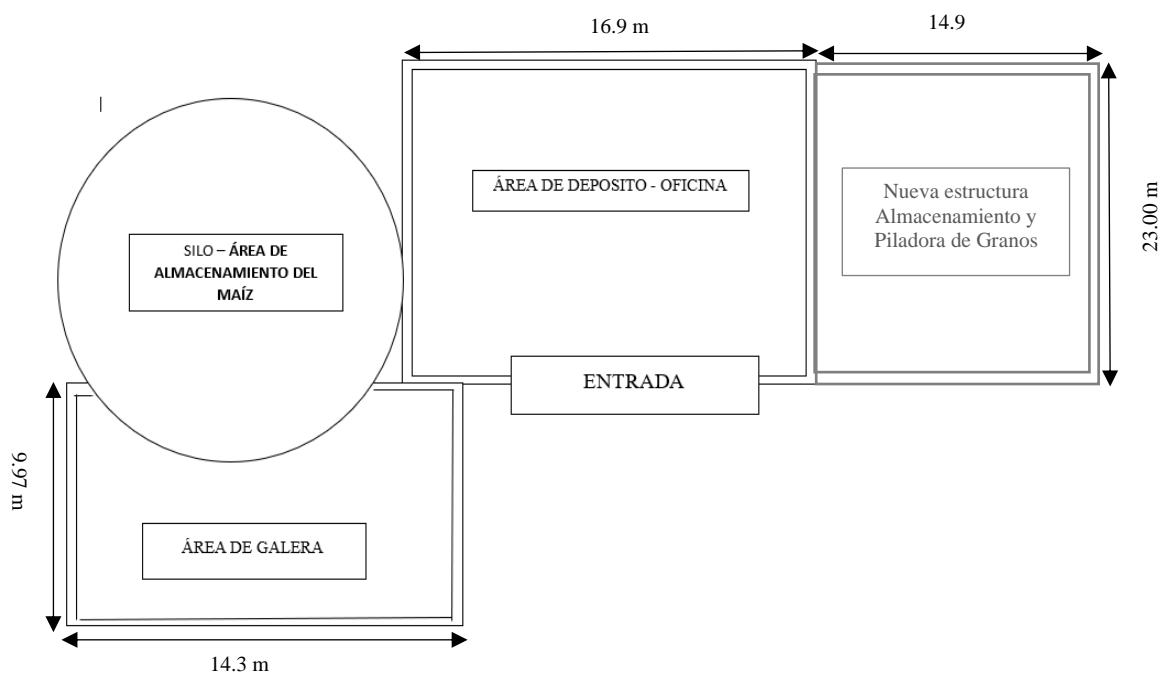 16.9 m
14.9
|
ÁREA DE DEPOSITO - OFICINA
Nueva estructura
Almacenamiento y
Piladora de Granos
23.00 m
SILO – ÁREA DE
ALMACENAMIENTO DEL
MAÍZ
ENTRADA
9.97 m
ÁREA DE GALERA
14.3 m